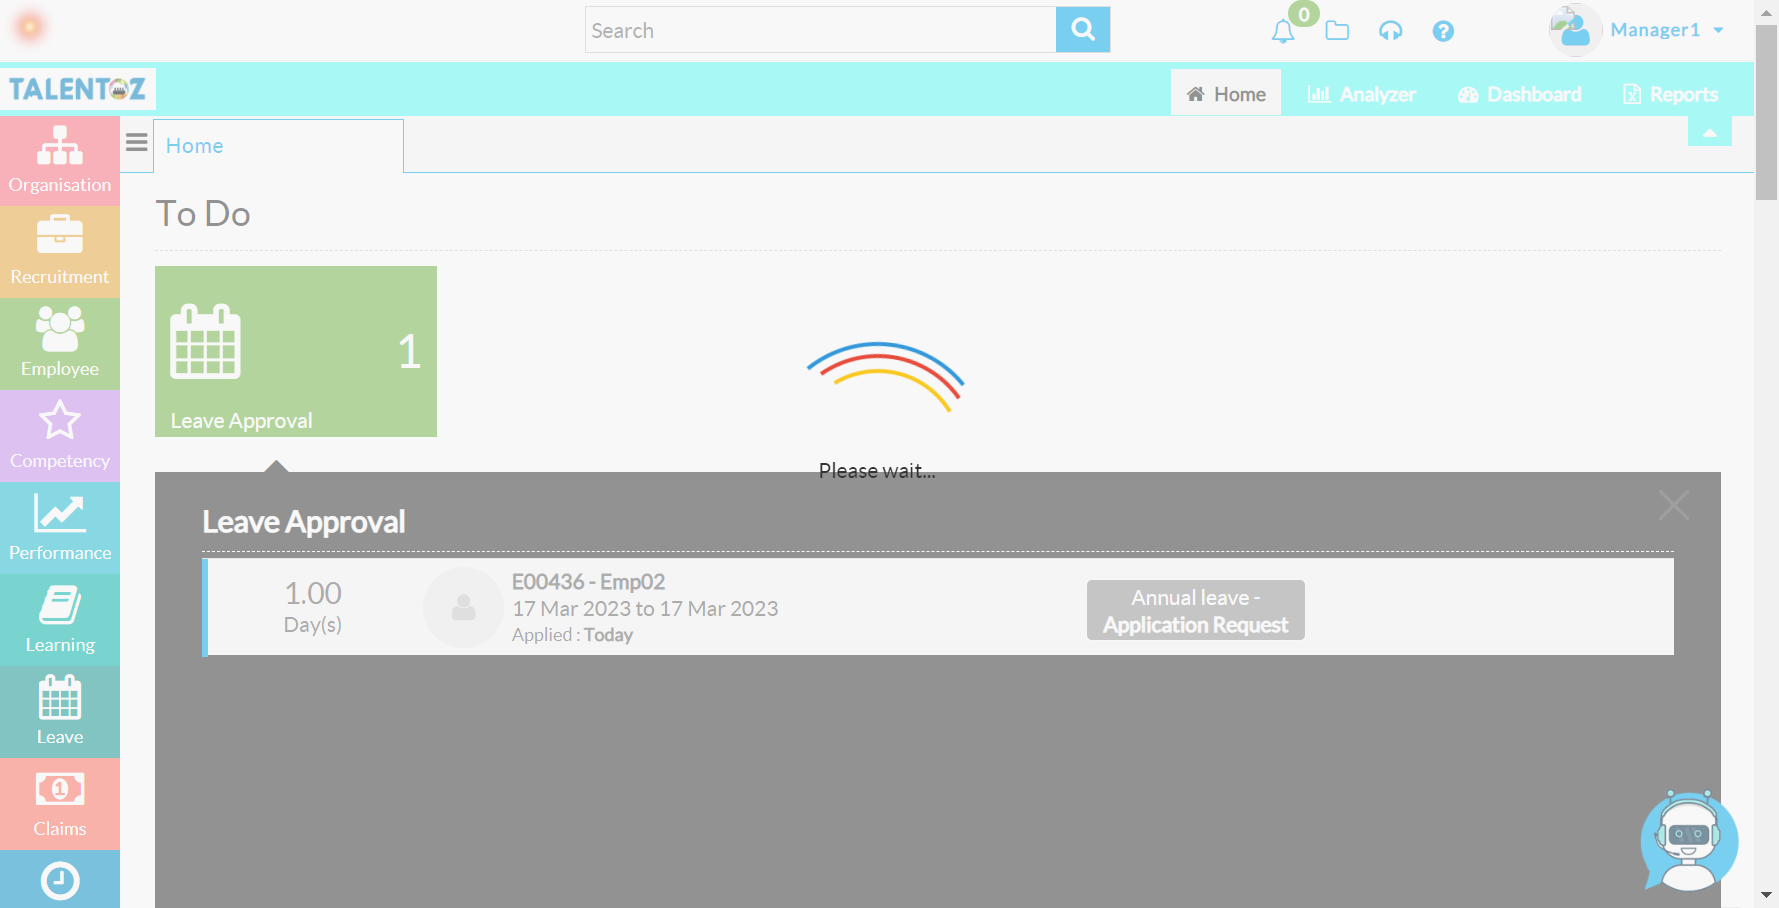 Search
0
Manager1
TALENTOZ
Home
Analyzer
Dashboard
Reports
Home
Organisation
Recruitment
Employee
Competency
Performance
Learning
Leave
1
Claims
To Do
1
Leave Approval
Please wait...
Leave Approval
1.00
Day(s)
E00436 - Emp02
17 Mar 2023 to 17 Mar 2023
Applied : Today
Annual leave -
Application Request